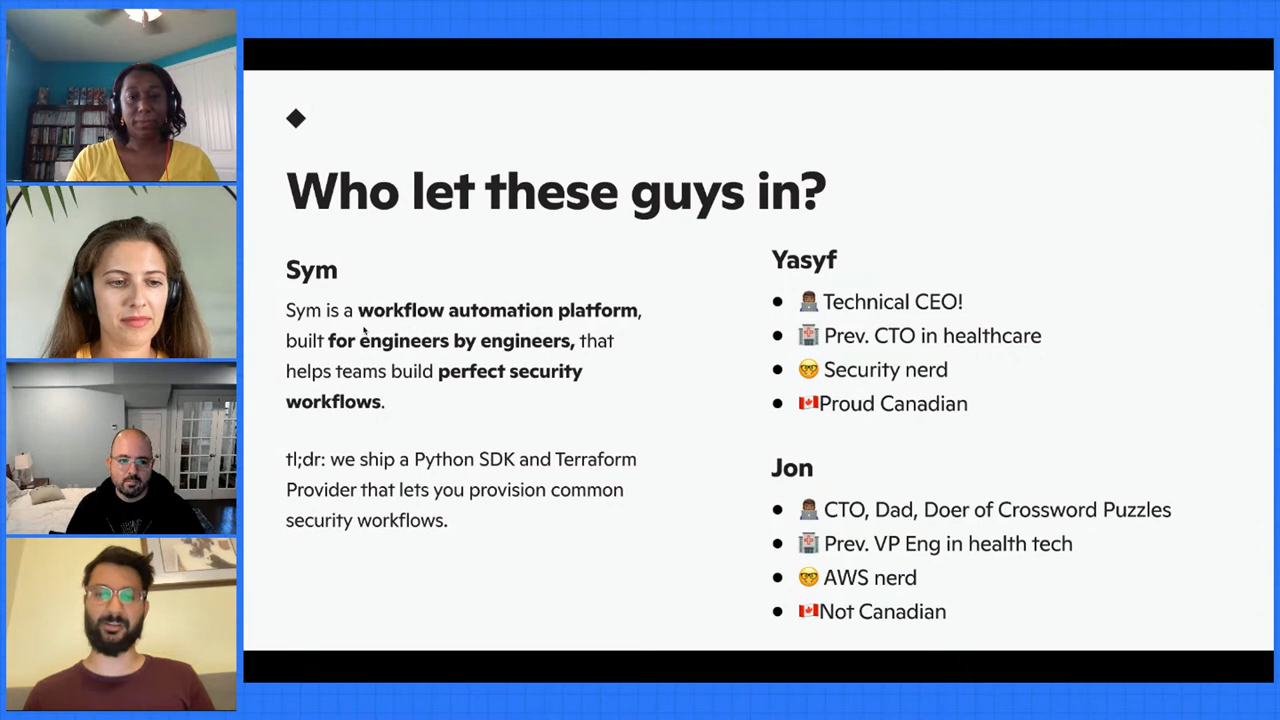 Who let these guys in?
Sym
Sym is a workflow automation platform,
built for engineers by engineers, that
helps teams build perfect security
workflows.
tl;dr: we ship a Python SDK and Terraform
Provider that lets you provision common
security workflows.
Yasyf
• 👨🏾‍💻 Technical CEO!
• 🏥 Prev. CTO in healthcare
• 🤓 Security nerd
• 🇨🇦Proud Canadian
Jon
• 👨🏾‍💻 CTO, Dad, Doer of Crossword Puzzles
• 🏥 Prev. VP Eng in health tech
• 🤓 AWS nerd
• 🇨🇦Not Canadian